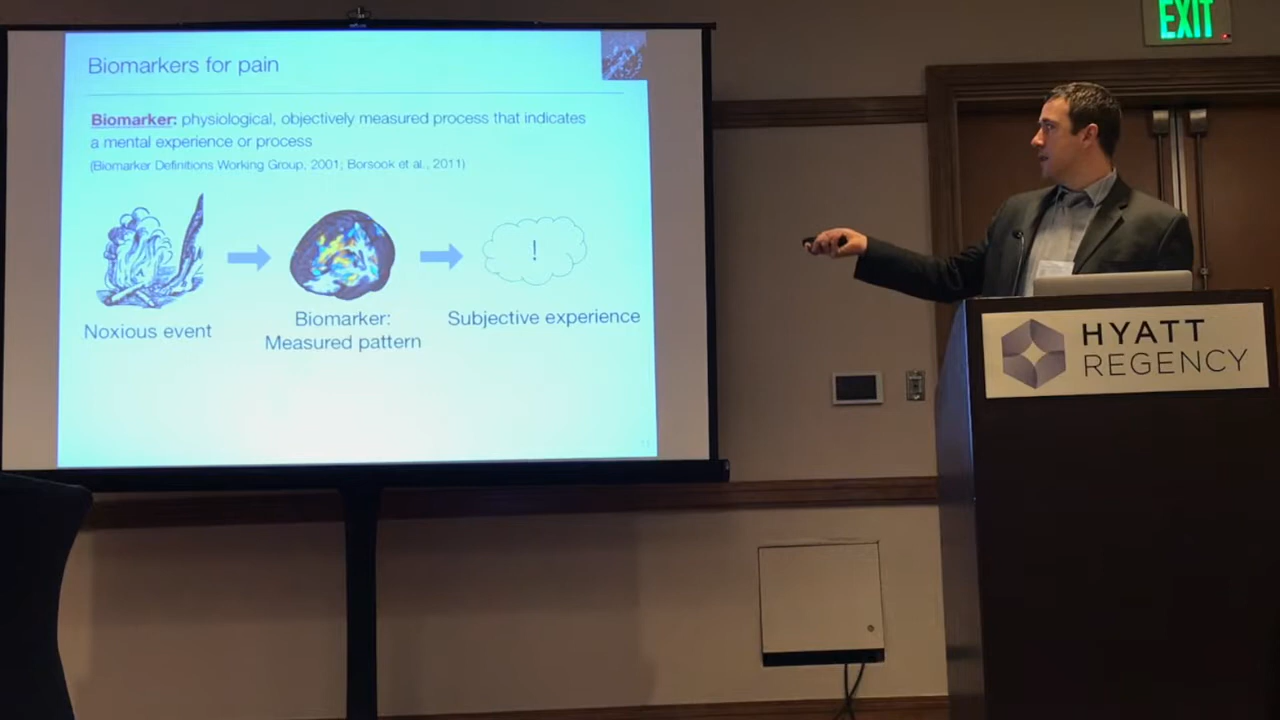 EXIT
Biomarkers for pain
Biomarker: physiological, objectively measured process that indicates
a mental experience or process
(Biomarker Definitions Working Group, 2001; Borsook et al., 2011)
!
Noxious event
Biomarker:
Measured pattern
Subjective experience
HYATT
REGENCY